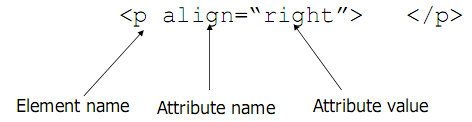 <p align=“right”> </p>
Element name Attribute name Attribute value